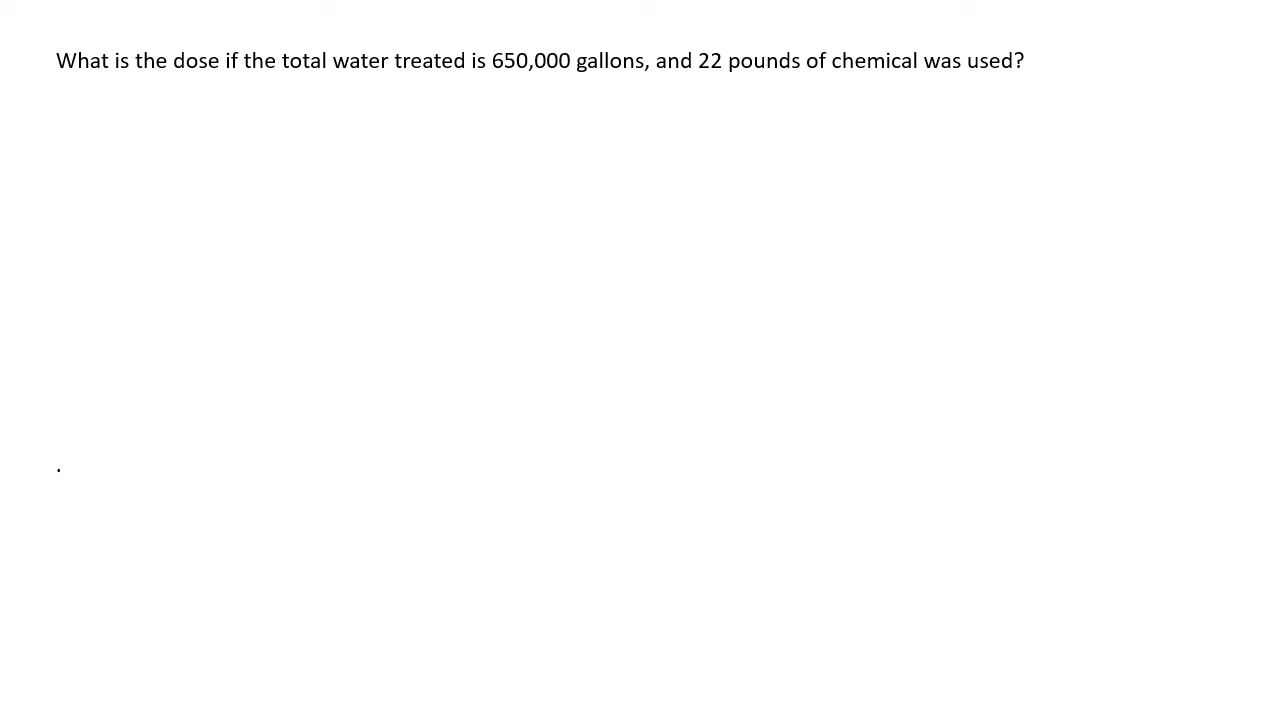 What is the dose if the total water treated is 650,000 gallons, and 22 pounds of chemical was used?
.